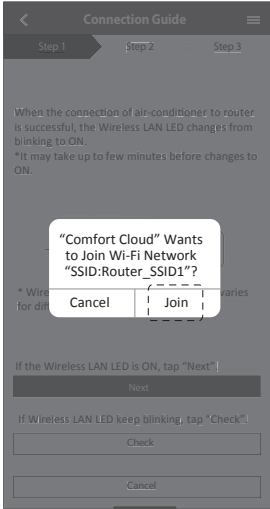 Connection Guide
Step 1
Step 2
Step 3
When the connection of air-conditioner to router
is successful, the Wireless LAN LED changes from
blinking to ON.
*It may take up to few minutes before changes to
ON.
“Comfort Cloud” Wants
to Join Wi-Fi Network
“SSID:Router_SSID1”?
Cancel
Join
* Wire
varies
for dif
If the Wireless LAN LED is ON, tap "Next".
Next
If Wireless LAN LED keep blinking, tap "Check".
Check
Cancel